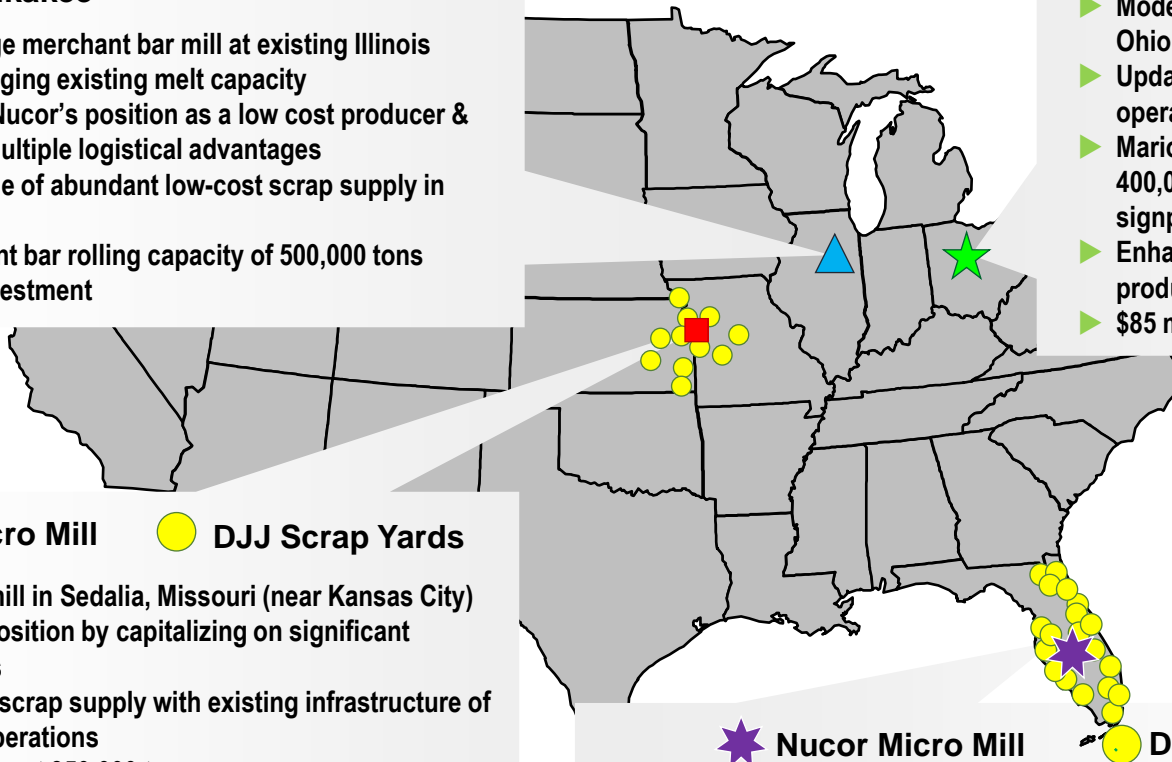 ge merchant bar mill at existing Illinois
ging existing melt capacity
Nucor's position as a low cost producer &
ultiple logistical advantages
e of abundant low-cost scrap supply in
nt bar rolling capacity of 500,000 tons
estment
Mode
Ohio
Upda
opera
Mario
400,0
signp
Enha
produ
$85 m
cro Mill
DJJ Scrap Yards
mill in Sedalia, Missouri (near Kansas City)
osition by capitalizing on significant
s
scrap supply with existing infrastructure of
perations
Nucor Micro Mill
D